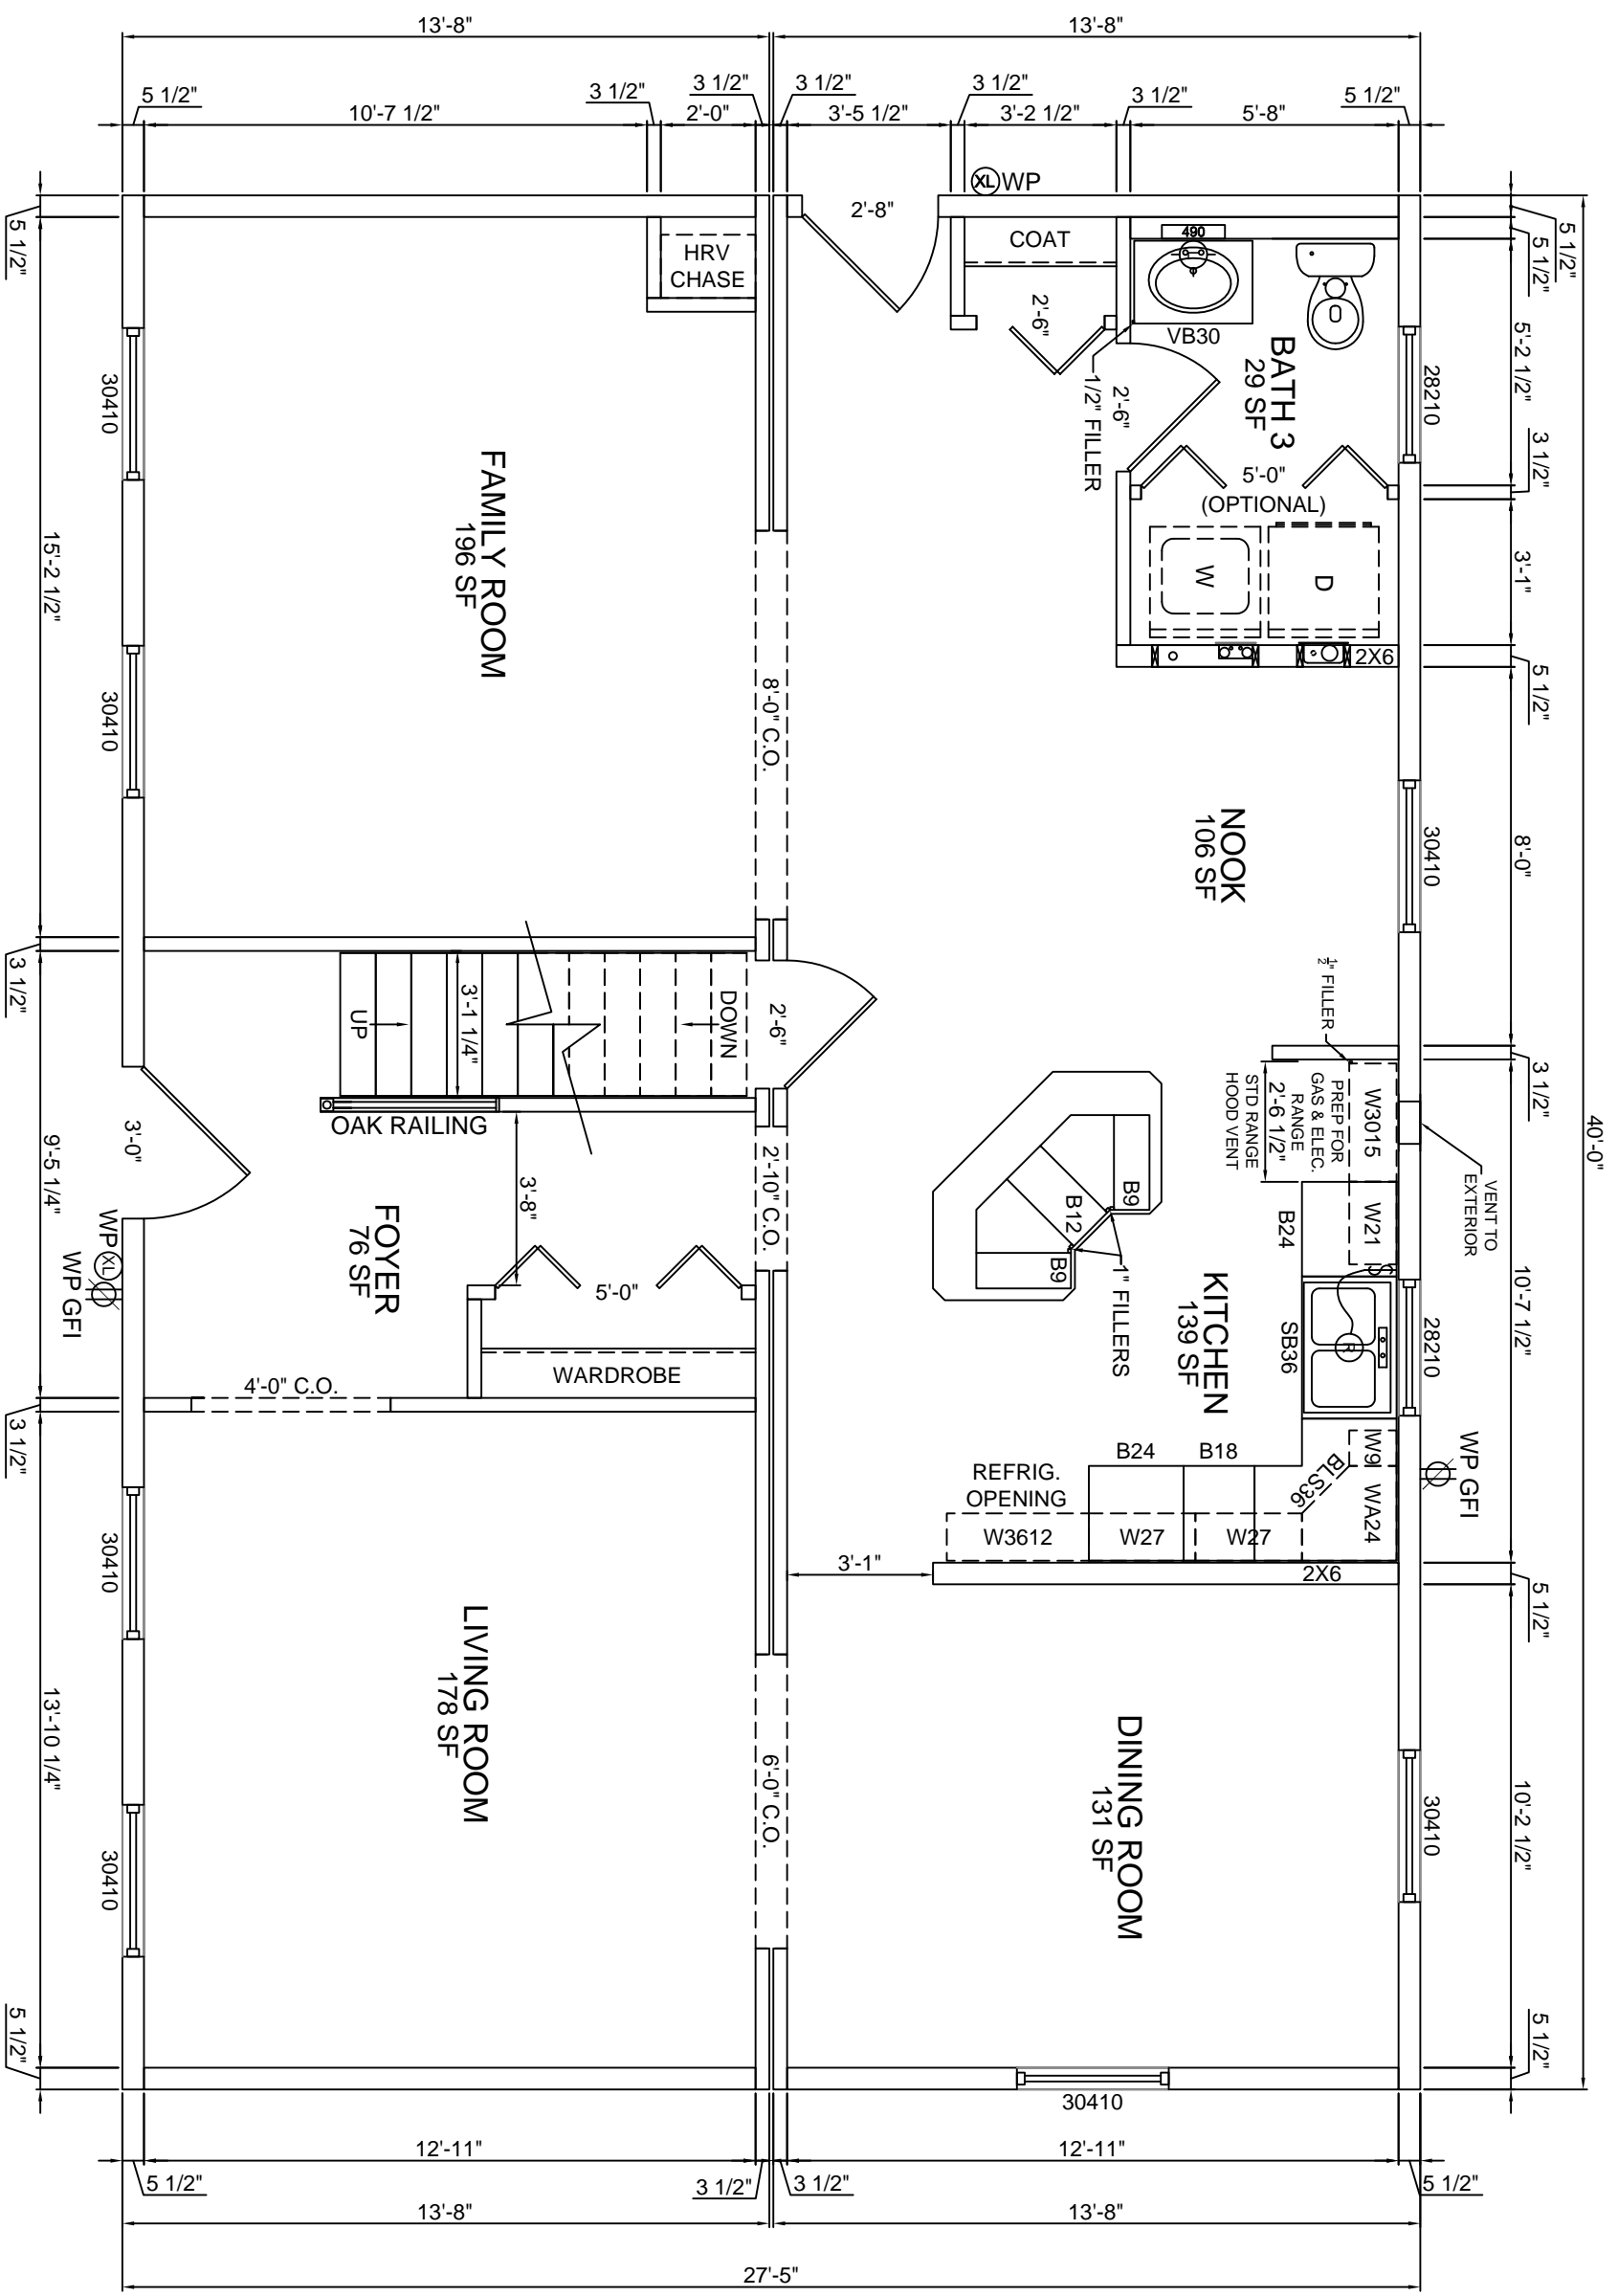 13'-8"
13'-8"
5 1/2"
10'-7 1/2"
3 1/2"
2'-0"
3 1/2"
3 1/2"
3'-5 1/2"
3 1/2"
3'-2 1/2"
3 1/2"
5'-8"
5 1/2"
XL WP
2'-8"
COAT
490
HRV
CHASE
5 1/2"
5 1/2"
5 1/2"
5'-2 1/2"
3 1/2"
3'-1"
5 1/2"
8'-0"
3 1/2"
10'-7 1/2"
5 1/2"
10'-2 1/2"
5 1/2"
40'-0"
2'-6"
VB30
1/2" FILLER
2'-6"
BATH 3
29 SF
28210
5'-0"
(OPTIONAL)
W
D
2X6
30410
30410
FAMILY ROOM
196 SF
8'-0" C.O.
NOOK
106 SF
30410
5 1/2"
15'-2 1/2"
3 1/2"
9'-5 1/4"
3 1/2"
13'-10 1/4"
5 1/2"
UP
3'-1 1/4"
DOWN
2'-6"
OAK RAILING
3'-0"
3'-8"
2'-10" C.O.
1/2" FILLER
W3015
PREP FOR
GAS & ELEC.
RANGE
2'-6 1/2"
STD RANGE
HOOD VENT
VENT TO
EXTERIOR
W21
B24
B9
B12
B9
1" FILLERS
KITCHEN
139 SF
SB36
R
S
28210
WP GFI
FOYER
76 SF
WP XL
WP GFI
5'-0"
WARDROBE
4'-0" C.O.
W9
WA24
BLS36
B24
B18
REFRIG.
OPENING
W3612
W27
W27
3'-1"
2X6
30410
30410
LIVING ROOM
178 SF
6'-0" C.O.
DINING ROOM
131 SF
30410
30410
12'-11"
12'-11"
5 1/2"
3 1/2"
3 1/2"
5 1/2"
13'-8"
13'-8"
27'-5"